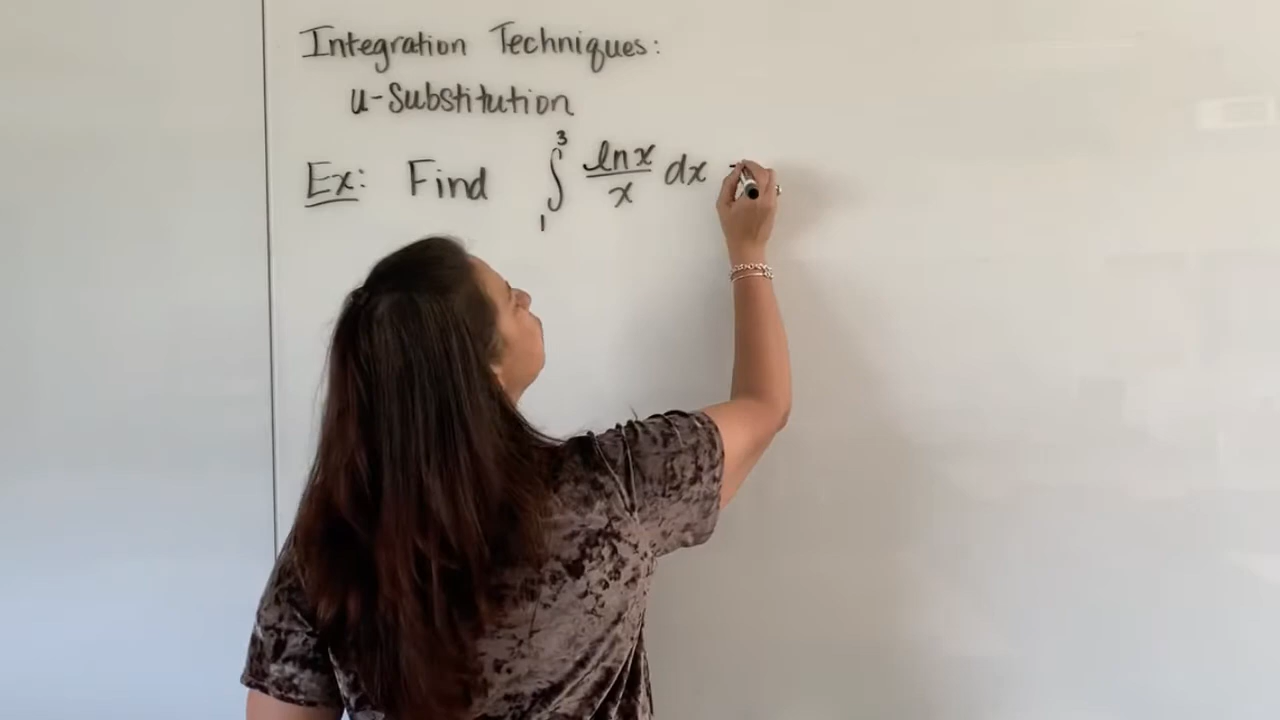 Integration Techniques:
u-Substitution
Ex: Find ∫₁³ ln x / x dx